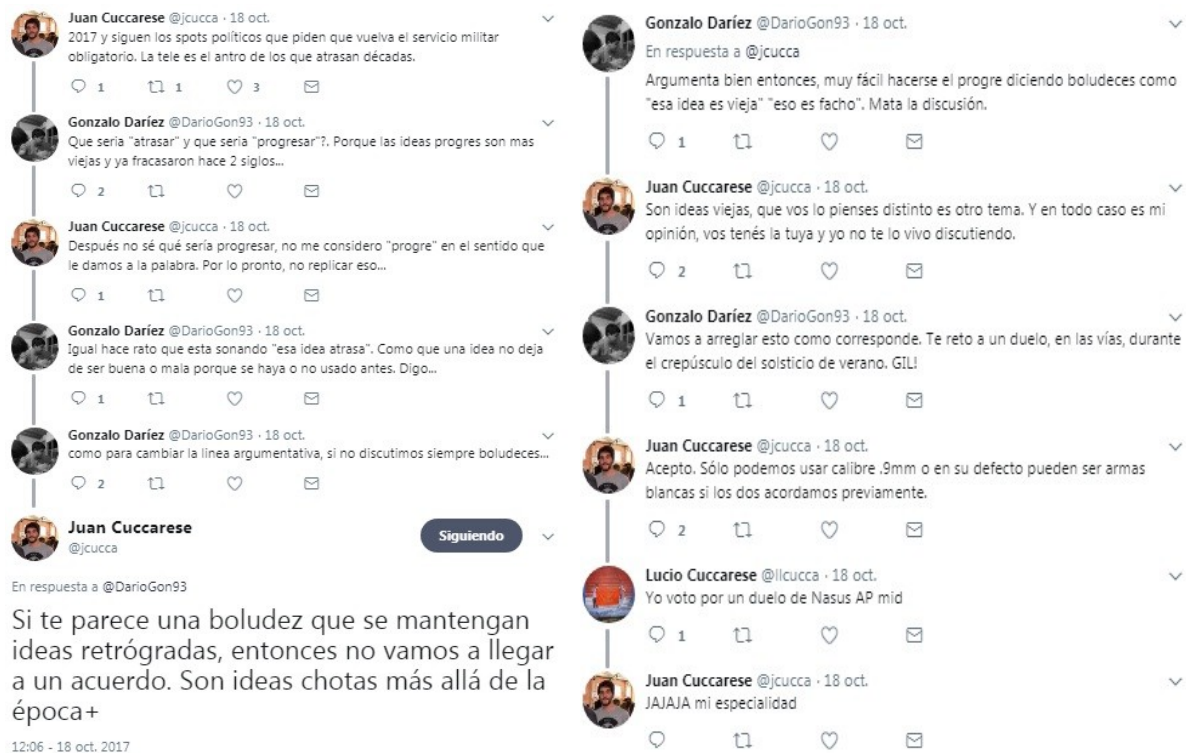 Juan Cuccarese @jcucca · 18 oct.
2017 y siguen los spots políticos que piden que vuelva el servicio militar
obligatorio. La tele es el antro de los que atrasan décadas.
1 1 3
Gonzalo Daríez @DarioGon93 · 18 oct.
Que seria "atrasar" y que seria "progresar"?. Porque las ideas progres son mas
viejas y ya fracasaron hace 2 siglos...
2
Juan Cuccarese @jcucca · 18 oct.
Después no sé qué sería progresar, no me considero "progre" en el sentido que
le damos a la palabra. Por lo pronto, no replicar eso...
1
Gonzalo Daríez @DarioGon93 · 18 oct.
Igual hace rato que esta sonando "esa idea atrasa". Como que una idea no deja
de ser buena o mala porque se haya o no usado antes. Digo...
1
Gonzalo Daríez @DarioGon93 · 18 oct.
como para cambiar la linea argumentativa, si no discutimos siempre boludeces...
2
Juan Cuccarese
@jcucca
Siguiendo
En respuesta a @DarioGon93
Si te parece una boludez que se mantengan
ideas retrógradas, entonces no vamos a llegar
a un acuerdo. Son ideas chotas más allá de la
época+
12:06 - 18 oct. 2017
Gonzalo Daríez @DarioGon93 · 18 oct.
En respuesta a @jcucca
Argumenta bien entonces, muy fácil hacerse el progre diciendo boludeces como
"esa idea es vieja" "eso es facho". Mata la discusión.
1
Juan Cuccarese @jcucca · 18 oct.
Son ideas viejas, que vos lo pienses distinto es otro tema. Y en todo caso es mi
opinión, vos tenés la tuya y yo no te lo vivo discutiendo.
2
Gonzalo Daríez @DarioGon93 · 18 oct.
Vamos a arreglar esto como corresponde. Te reto a un duelo, en las vías, durante
el crepúsculo del solsticio de verano. GIL!
1
Juan Cuccarese @jcucca · 18 oct.
Acepto. Sólo podemos usar calibre .9mm o en su defecto pueden ser armas
blancas si los dos acordamos previamente.
2
Lucio Cuccarese @llcucca · 18 oct.
Yo voto por un duelo de Nasus AP mid
1
Juan Cuccarese @jcucca · 18 oct.
JAJAJA mi especialidad